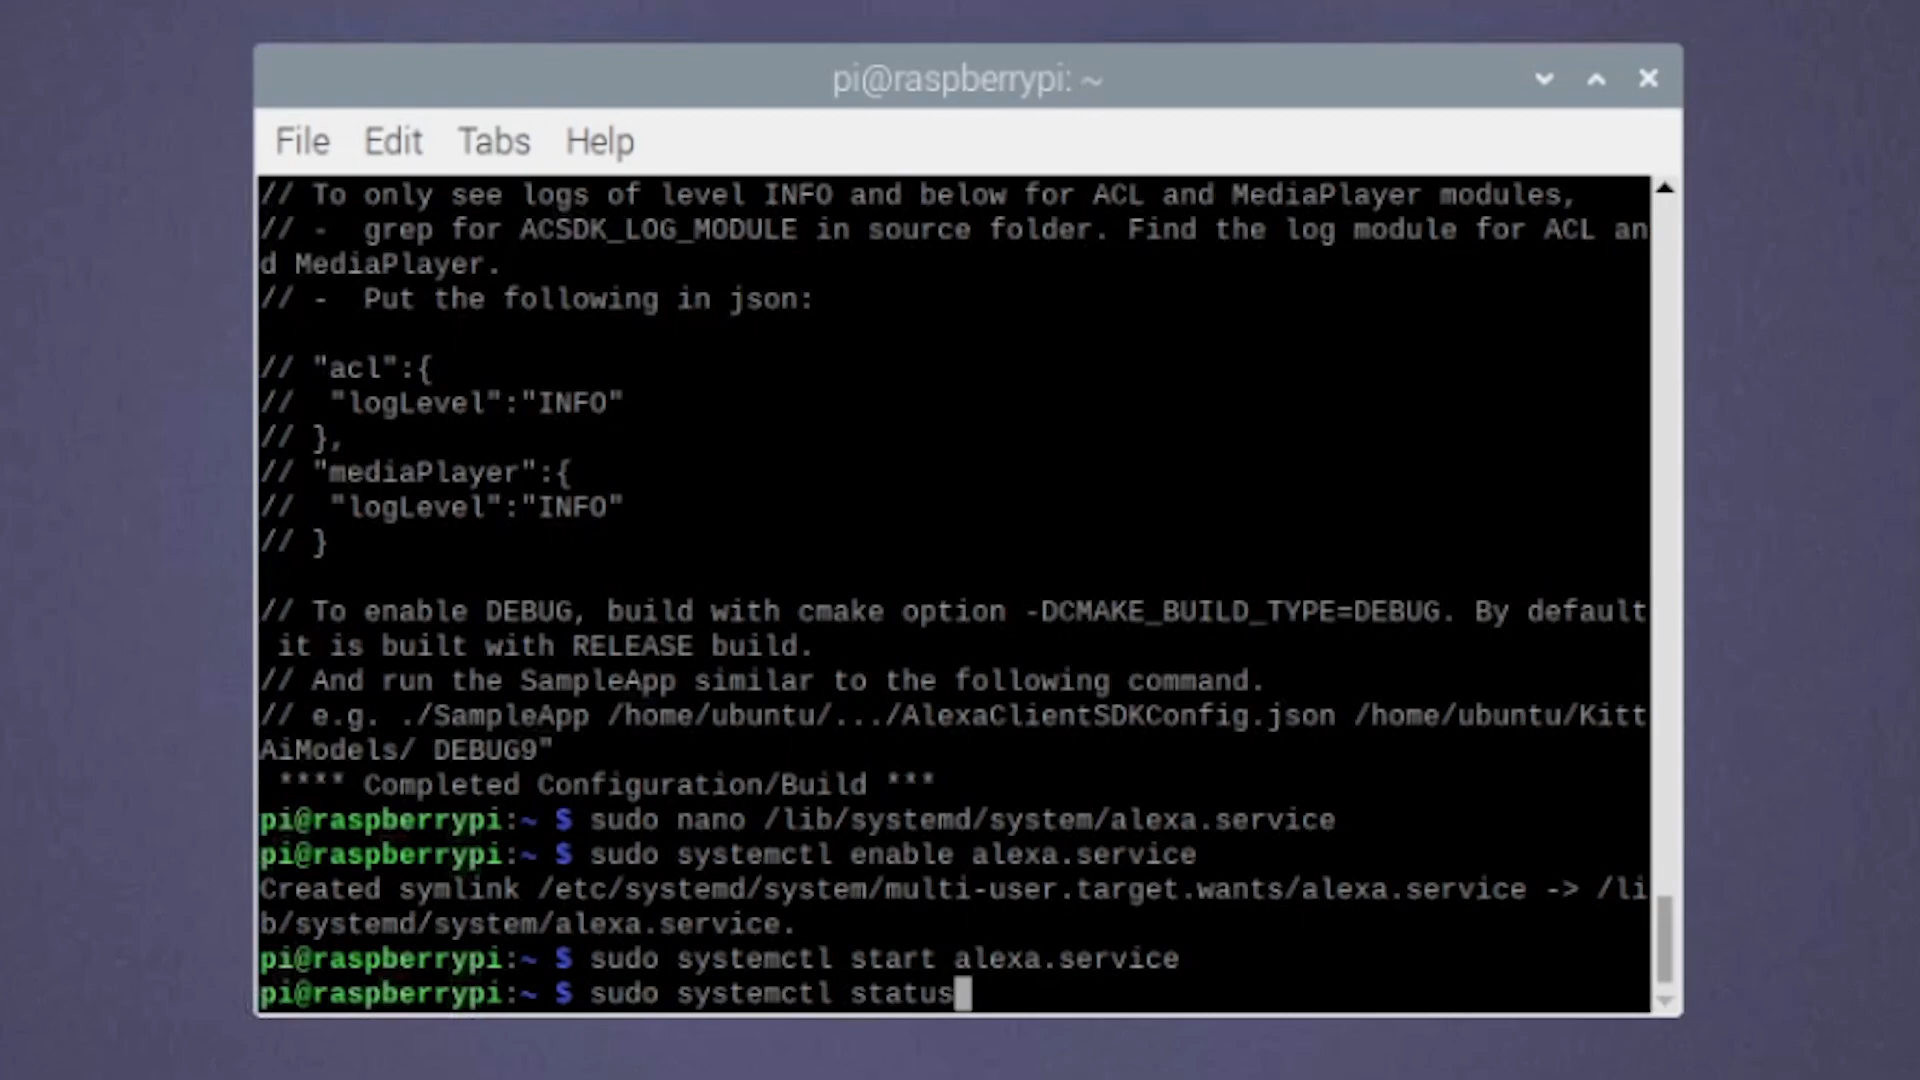 pi@raspberrypi: ~
File Edit Tabs Help
// To only see logs of level INFO and below for ACL and MediaPlayer modules,
// -  grep for ACSDK_LOG_MODULE in source folder. Find the log module for ACL an
d MediaPlayer.
// -  Put the following in json:
// "acl":{
//  "logLevel":"INFO"
// },
// "mediaPlayer":{
//  "logLevel":"INFO"
// }
// To enable DEBUG, build with cmake option -DCMAKE_BUILD_TYPE=DEBUG. By default
 it is built with RELEASE build.
// And run the SampleApp similar to the following command.
// e.g. ./SampleApp /home/ubuntu/.../AlexaClientSDKConfig.json /home/ubuntu/Kitt
AiModels/ DEBUG9"
 **** Completed Configuration/Build ***
pi@raspberrypi:~ $ sudo nano /lib/systemd/system/alexa.service
pi@raspberrypi:~ $ sudo systemctl enable alexa.service
Created symlink /etc/systemd/system/multi-user.target.wants/alexa.service -> /li
b/systemd/system/alexa.service.
pi@raspberrypi:~ $ sudo systemctl start alexa.service
pi@raspberrypi:~ $ sudo systemctl status